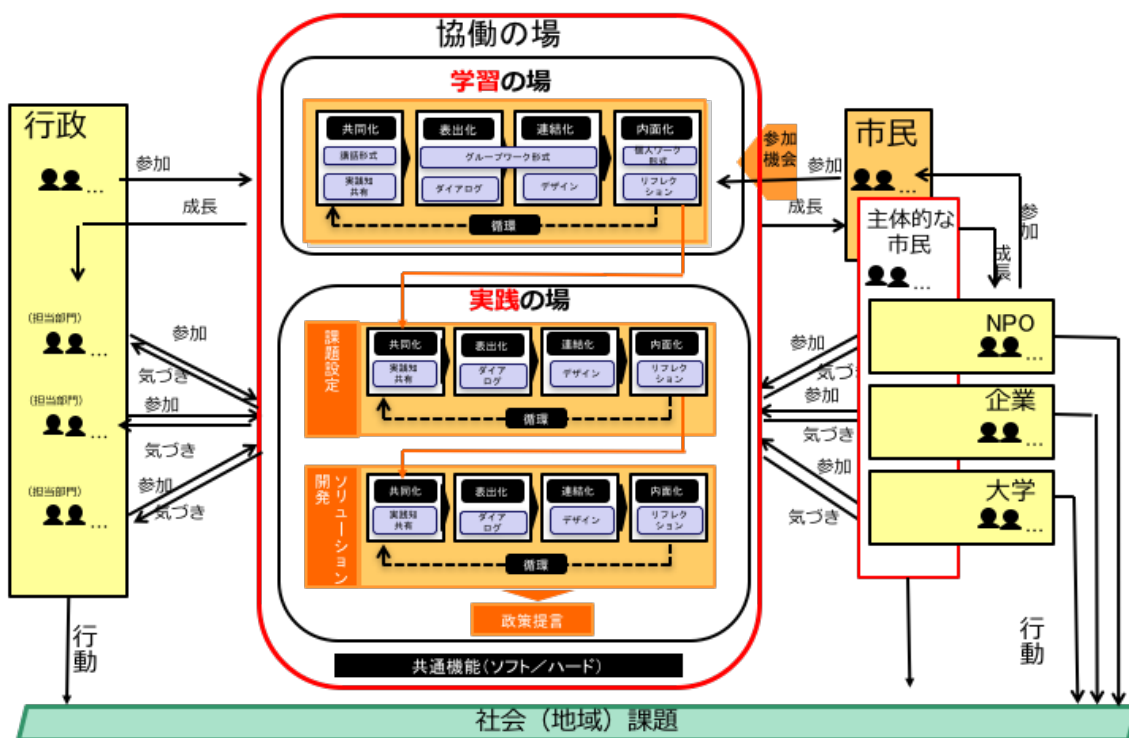 協働の場
学習の場
共同化
表出化
連結化
内面化
講話形式
グループワーク形式
個人ワーク
形式
実践知
共有
ダイアログ
デザイン
リフレク
ション
循環
行政
...
参加
成長
(担当部門)
...
参加
気づき
(担当部門)
...
参加
気づき
(担当部門)
...
参加
気づき
行動
実践の場
課題設定
共同化
表出化
連結化
内面化
実践知
共有
ダイア
ログ
デザイン
リフレク
ション
循環
ソリューション
開発
共同化
表出化
連結化
内面化
実践知
共有
ダイア
ログ
デザイン
リフレク
ション
循環
政策提言
共通機能(ソフト／ハード)
参加
機会
参加
成長
市民
...
主体的な
市民
...
参加
成長
NPO
...
参加
気づき
企業
...
参加
気づき
大学
...
参加
気づき
行動
社会（地域）課題